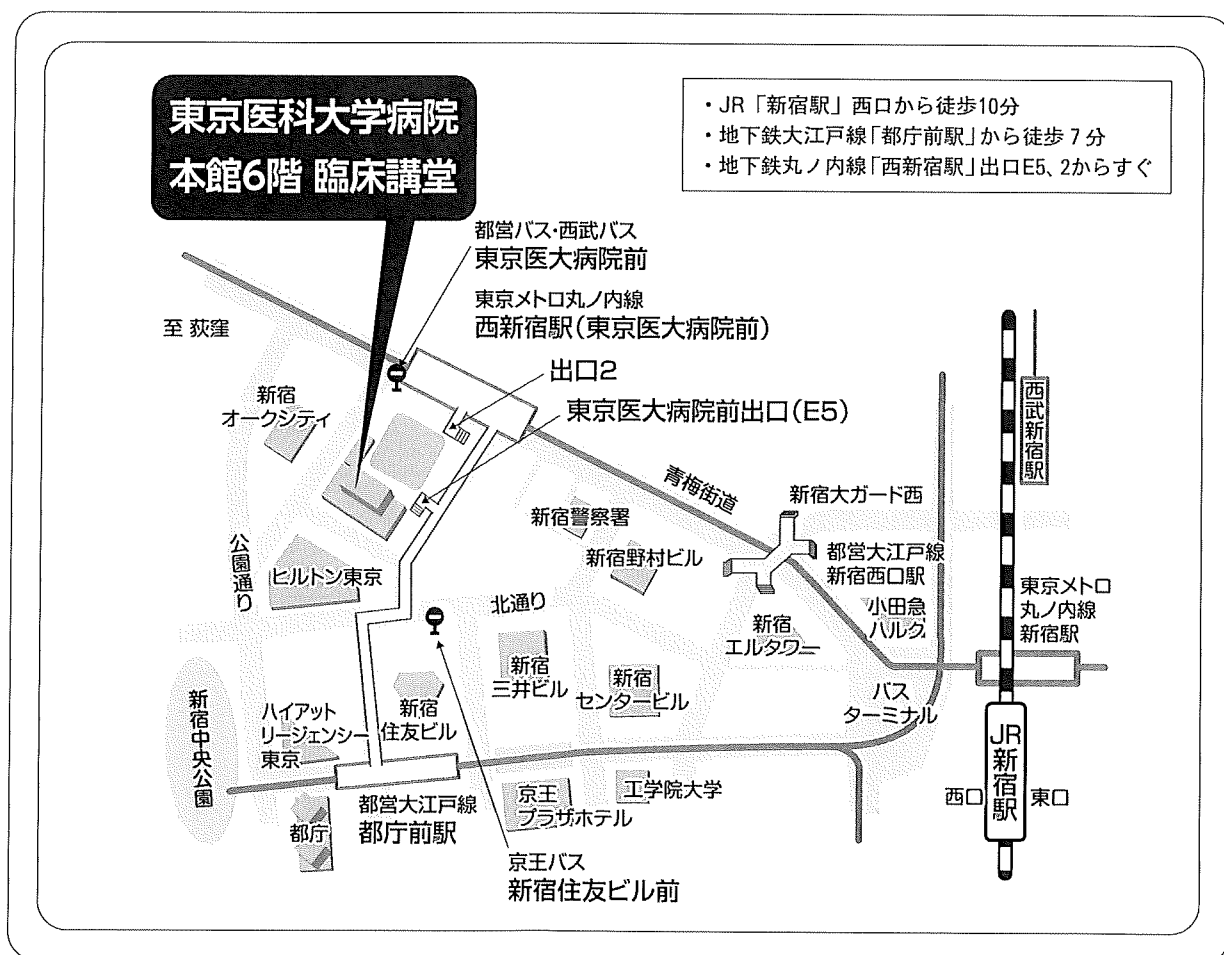 東京医科大学病院
本館6階 臨床講堂
・JR「新宿駅」西口から徒歩10分
・地下鉄大江戸線「都庁前駅」から徒歩7分
・地下鉄丸ノ内線「西新宿駅」出口E5、2からすぐ
都営バス・西武バス
東京医大病院前
東京メトロ丸ノ内線
西新宿駅(東京医大病院前)
至 荻窪
出口2
東京医大病院前出口(E5)
新宿
オークシティ
西武新宿駅
青梅街道
新宿大ガード西
新宿警察署
新宿野村ビル
都営大江戸線
新宿西口駅
公園通り
ヒルトン東京
北通り
小田急
ハルク
東京メトロ
丸ノ内線
新宿駅
新宿
エルタワー
新宿
三井ビル
新宿
センタービル
新宿中央公園
ハイアット
リージェンシー
東京
新宿
住友ビル
バス
ターミナル
JR新宿駅
西口
東口
都庁
都営大江戸線
都庁前駅
京王
プラザホテル
工学院大学
京王バス
新宿住友ビル前